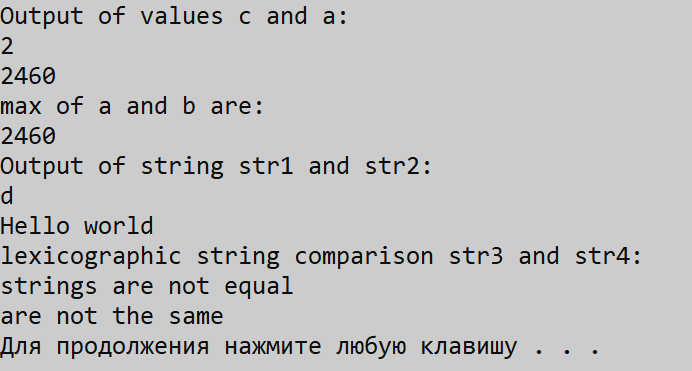 Output of values c and a:
2
2460
max of a and b are:
2460
Output of string str1 and str2:
d
Hello world
lexicographic string comparison str3 and str4:
strings are not equal
are not the same
Для продолжения нажмите любую клавишу . . .